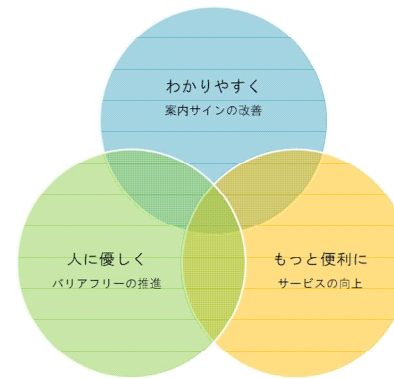 わかりやすく
案内サインの改善
人に優しく
バリアフリーの推進
もっと便利に
サービスの向上